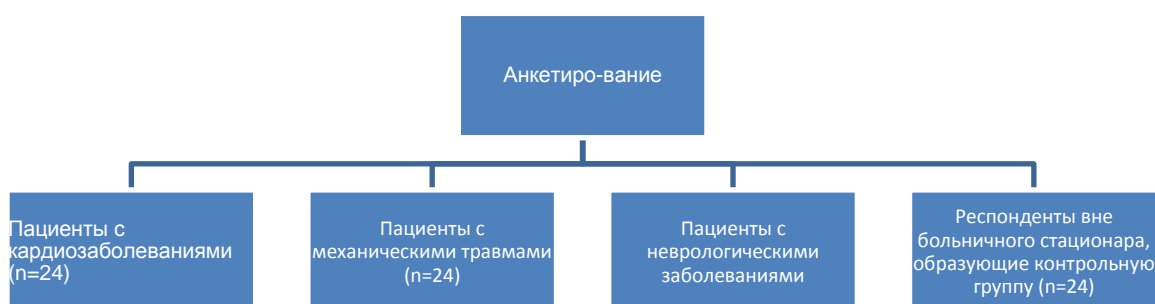 Анкетиро-вание
Пациенты с
кардиозаболеваниями
(n=24)
Пациенты с
механическими травмами
(n=24)
Пациенты с
неврологическими
заболеваниями
Респонденты вне
больничного стационара,
образующие контрольную
группу (n=24)